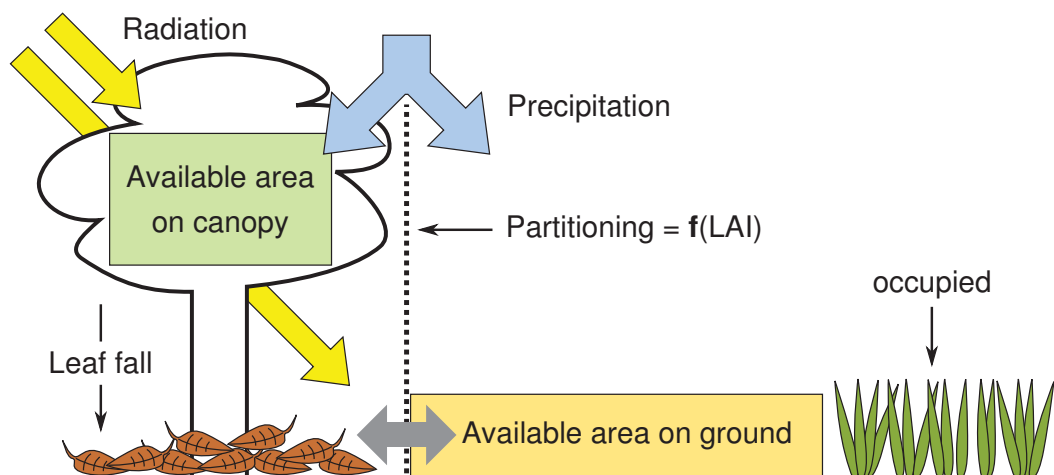 Radiation
Precipitation
Available area
on canopy
Partitioning = f(LAI)
occupied
Leaf fall
Available area on ground